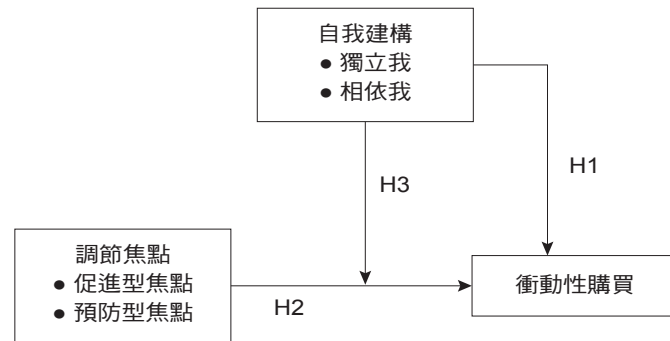 自我建構
● 獨立我
● 相依我
H3
H1
調節焦點
● 促進型焦點
● 預防型焦點
H2
衝動性購買